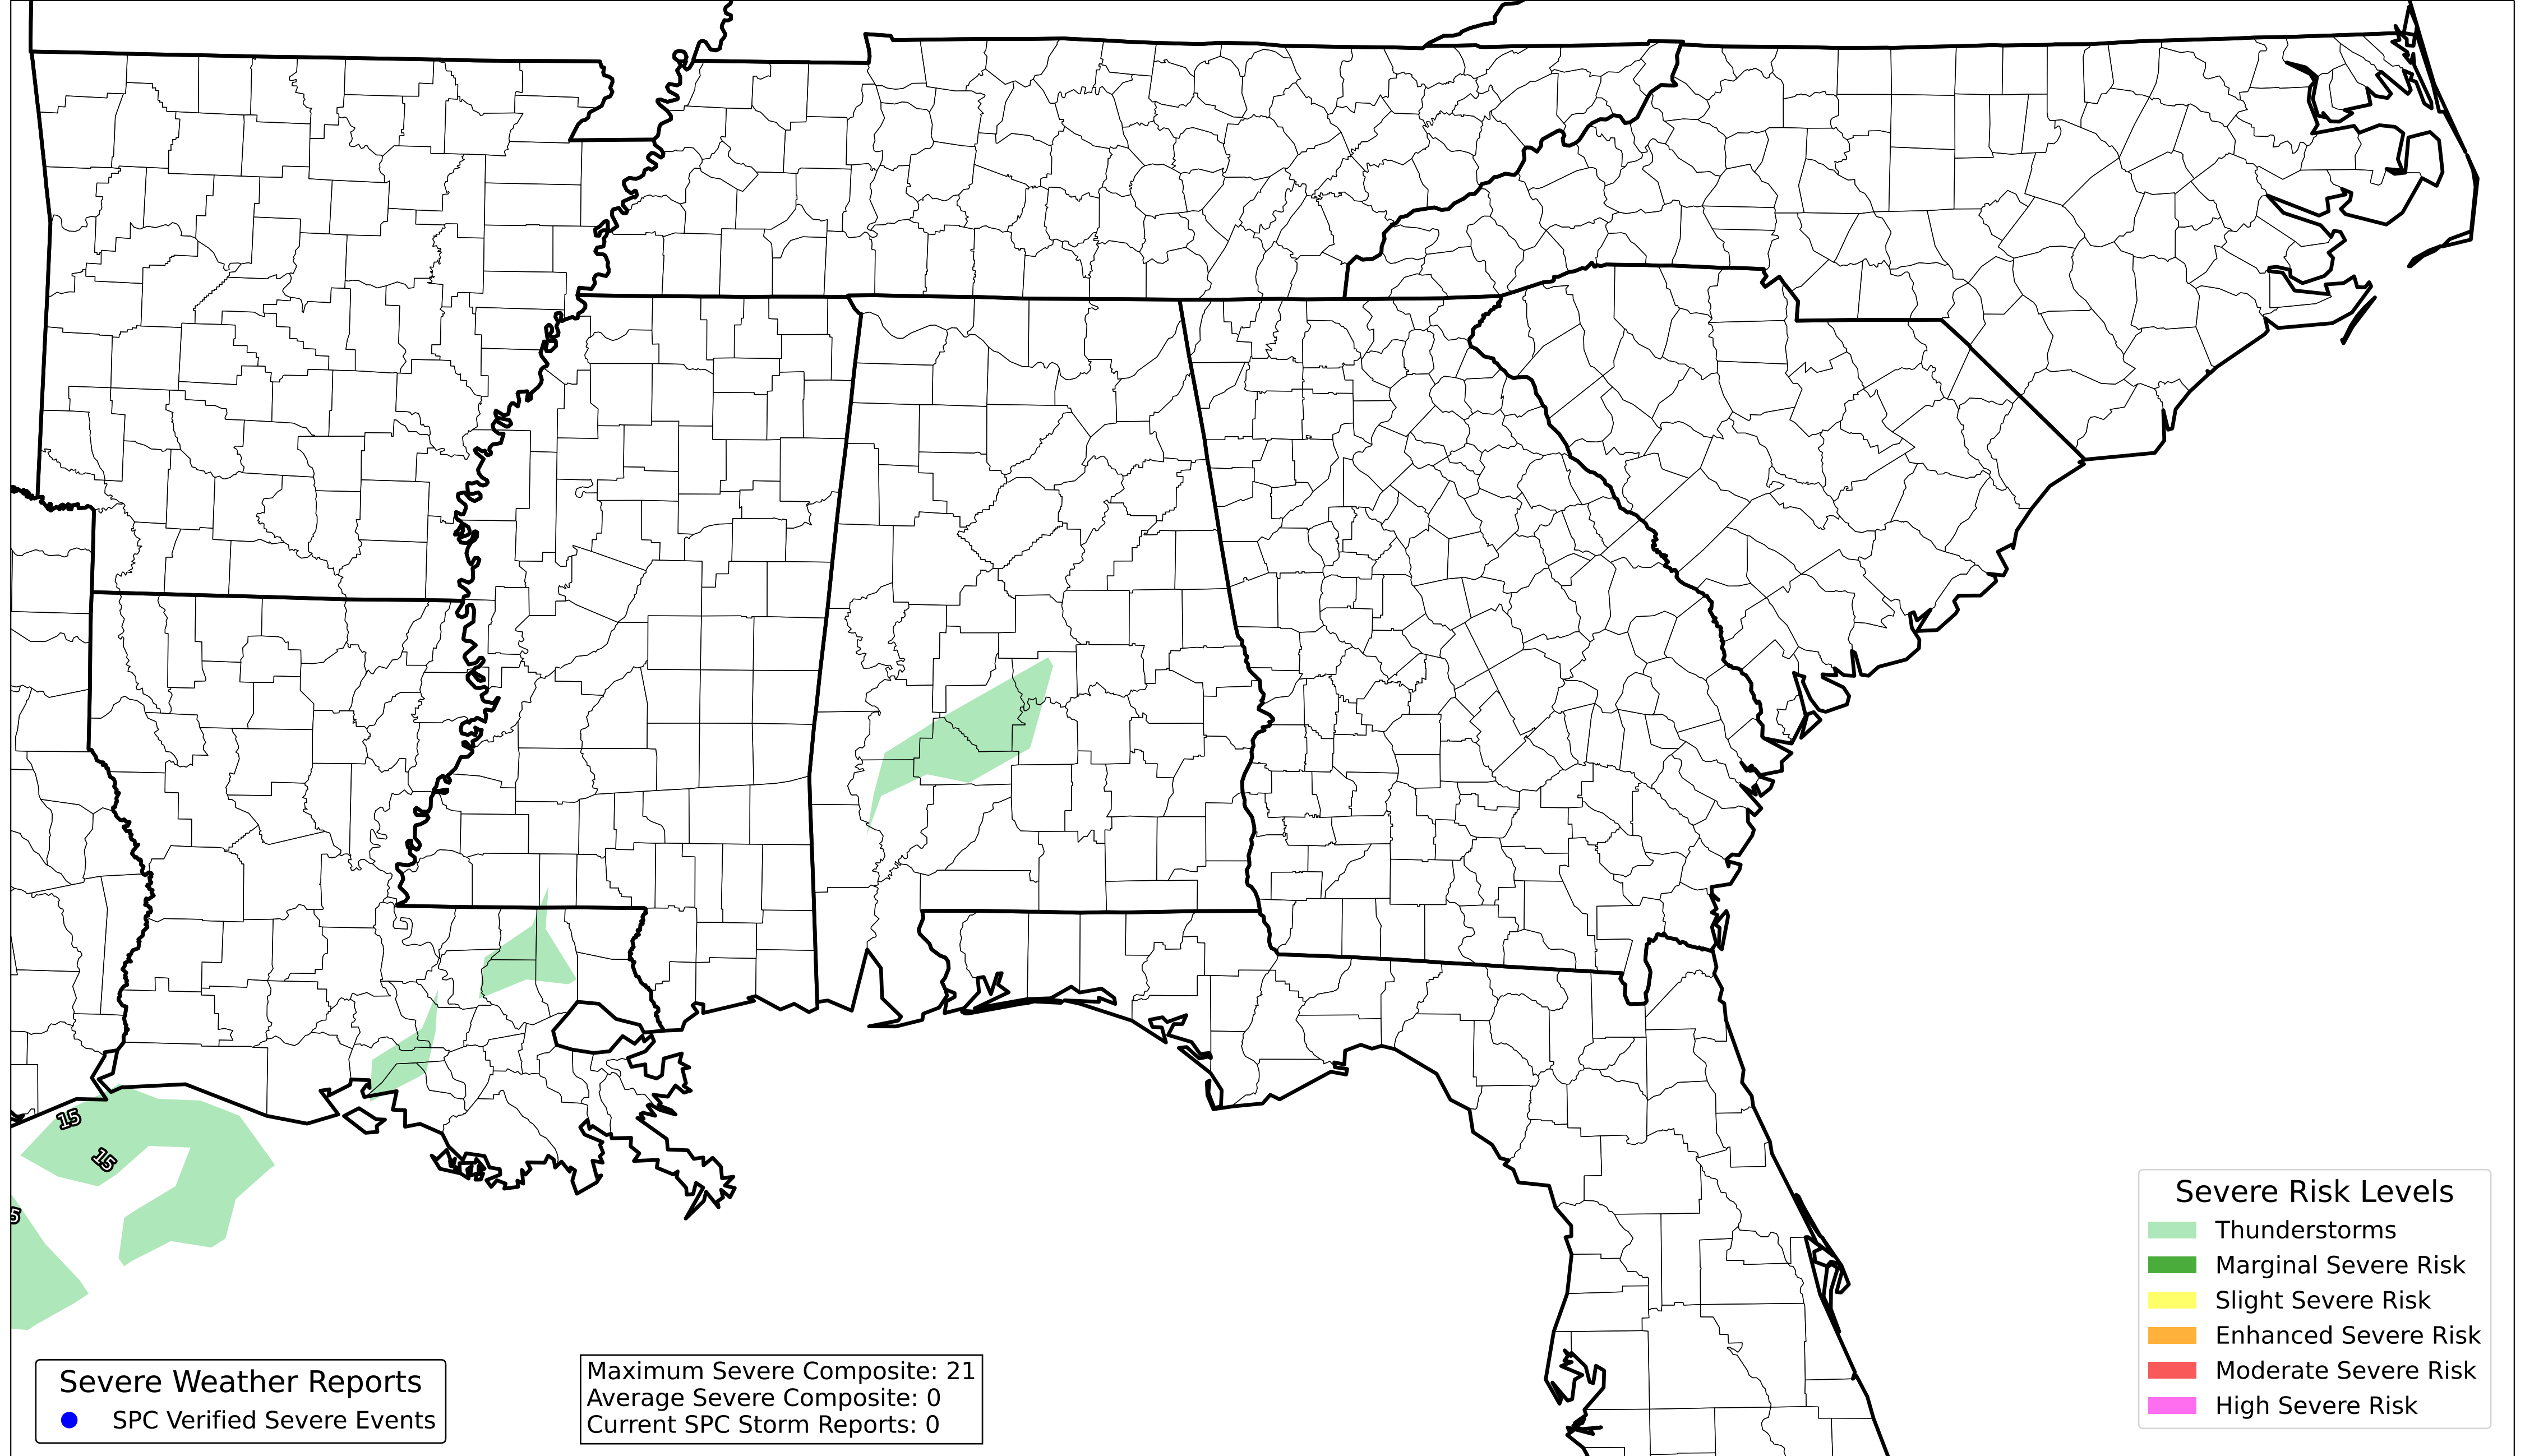 15
15
5
Severe Risk Levels
Thunderstorms
Marginal Severe Risk
Slight Severe Risk
Enhanced Severe Risk
Moderate Severe Risk
High Severe Risk
Severe Weather Reports
SPC Verified Severe Events
Maximum Severe Composite: 21
Average Severe Composite: 0
Current SPC Storm Reports: 0